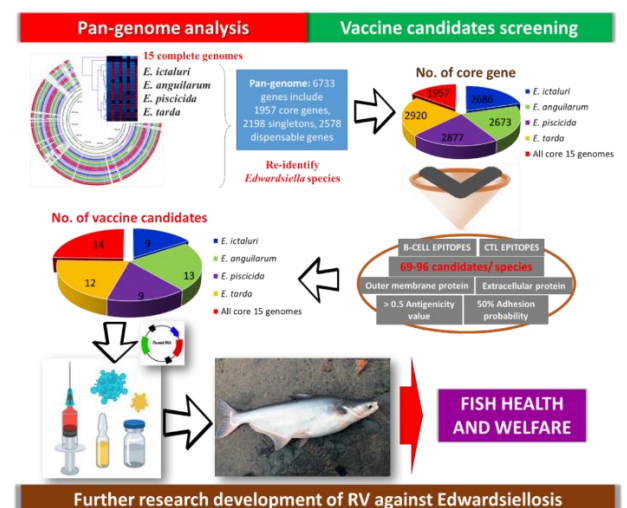 Pan-genome analysis
Vaccine candidates screening
15 complete genomes
E. ictaluri
E. anguilarum
E. piscicida
E. tarda
Pan-genome: 6733
genes include
1957 core genes,
2198 singletons, 2578
dispensable genes
Re-identify
Edwardsiella species
No. of core gene
1957
2686
2920
2673
2877
E. ictaluri
E. anguilarum
E. piscicida
E. tarda
All core 15 genomes
B-CELL EPITOPES
CTL EPITOPES
69-96 candidates/ species
Outer membrane protein
Extracellular protein
> 0.5 Antigenicity
value
50% Adhesion
probability
No. of vaccine candidates
14
9
13
12
9
E. ictaluri
E. anguilarum
E. piscicida
E. tarda
All core 15 genomes
Plasmid DNA
FISH HEALTH
AND WELFARE
Further research development of RV against Edwardsiellosis